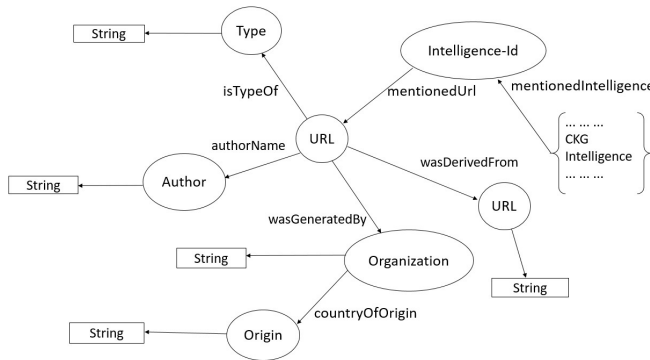 String
Type
Intelligence-Id
isTypeOf
mentionedUrl
mentionedIntelligence
... ... ...
CKG
Intelligence
... ... ...
authorName
URL
wasDerivedFrom
String
Author
URL
wasGeneratedBy
String
Organization
String
countryOfOrigin
String
Origin